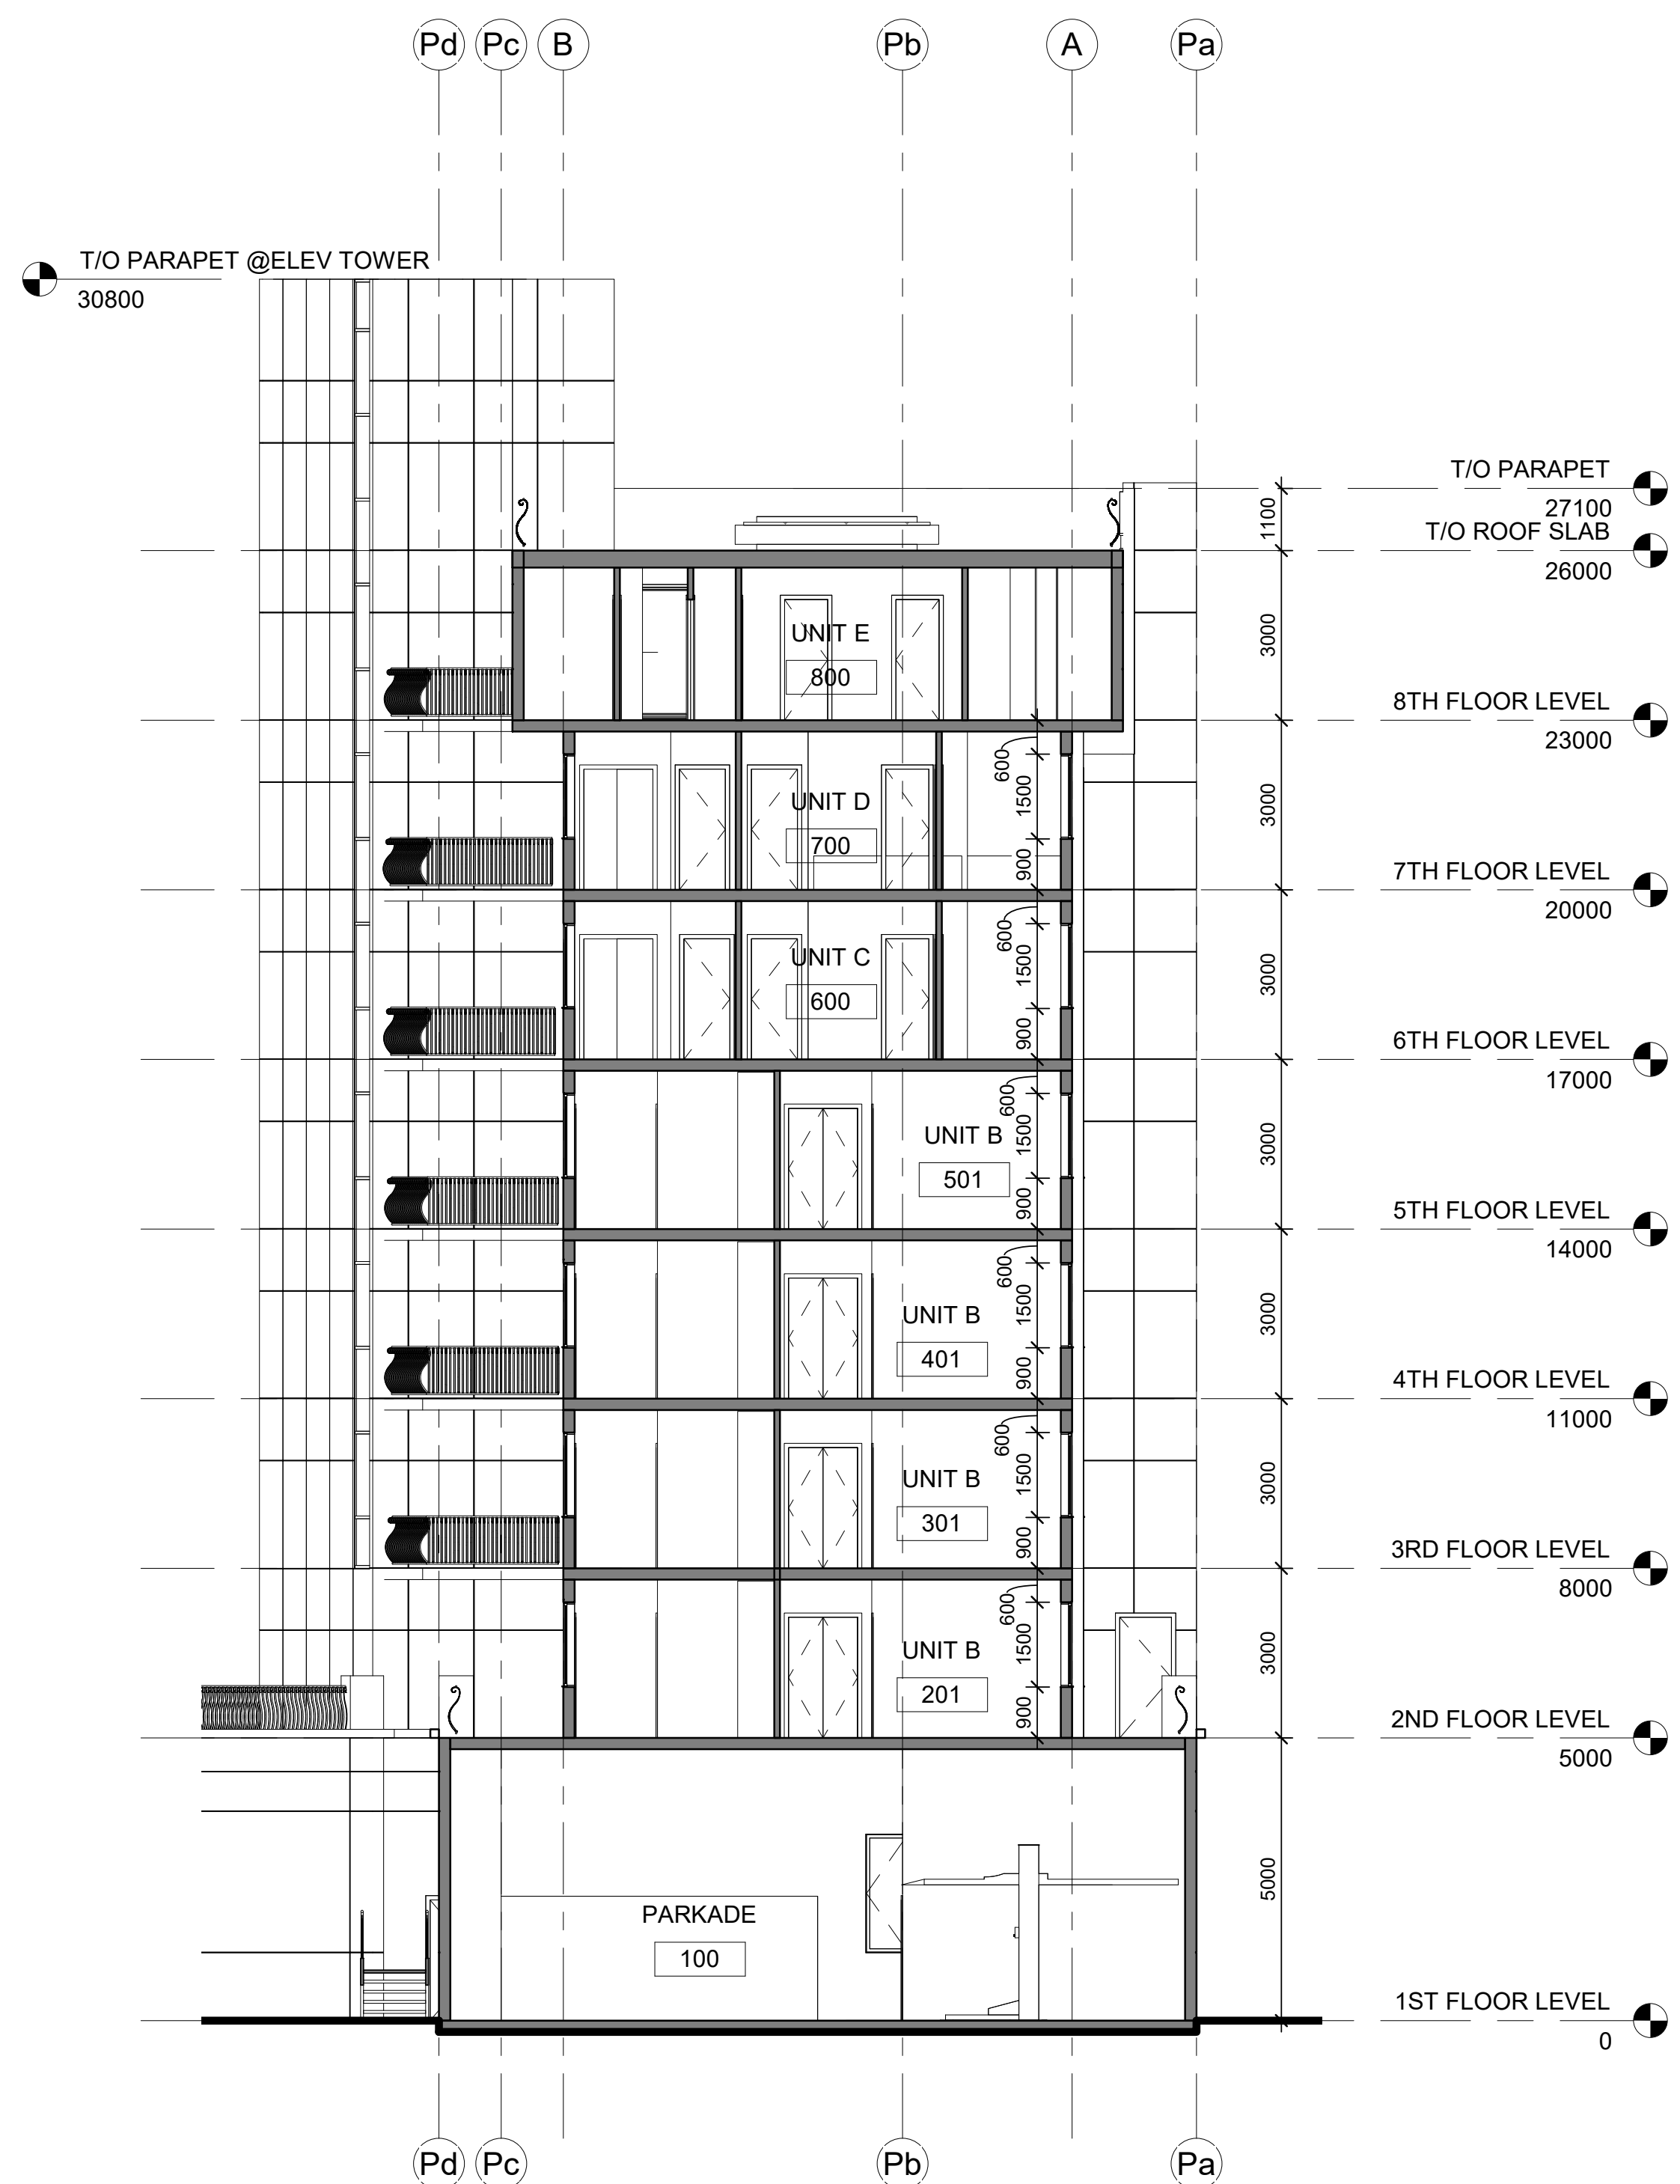 Pd Pc B Pb A Pa
T/O PARAPET @ELEV TOWER
30800
T/O PARAPET
27100
1100
T/O ROOF SLAB
26000
UNIT E
800
3000
8TH FLOOR LEVEL
23000
600
1500
900
UNIT D
700
3000
7TH FLOOR LEVEL
20000
600
1500
900
UNIT C
600
3000
6TH FLOOR LEVEL
17000
600
1500
900
UNIT B
501
3000
5TH FLOOR LEVEL
14000
600
1500
900
UNIT B
401
3000
4TH FLOOR LEVEL
11000
600
1500
900
UNIT B
301
3000
3RD FLOOR LEVEL
8000
600
1500
900
UNIT B
201
3000
2ND FLOOR LEVEL
5000
5000
PARKADE
100
1ST FLOOR LEVEL
0
Pd Pc Pb Pa